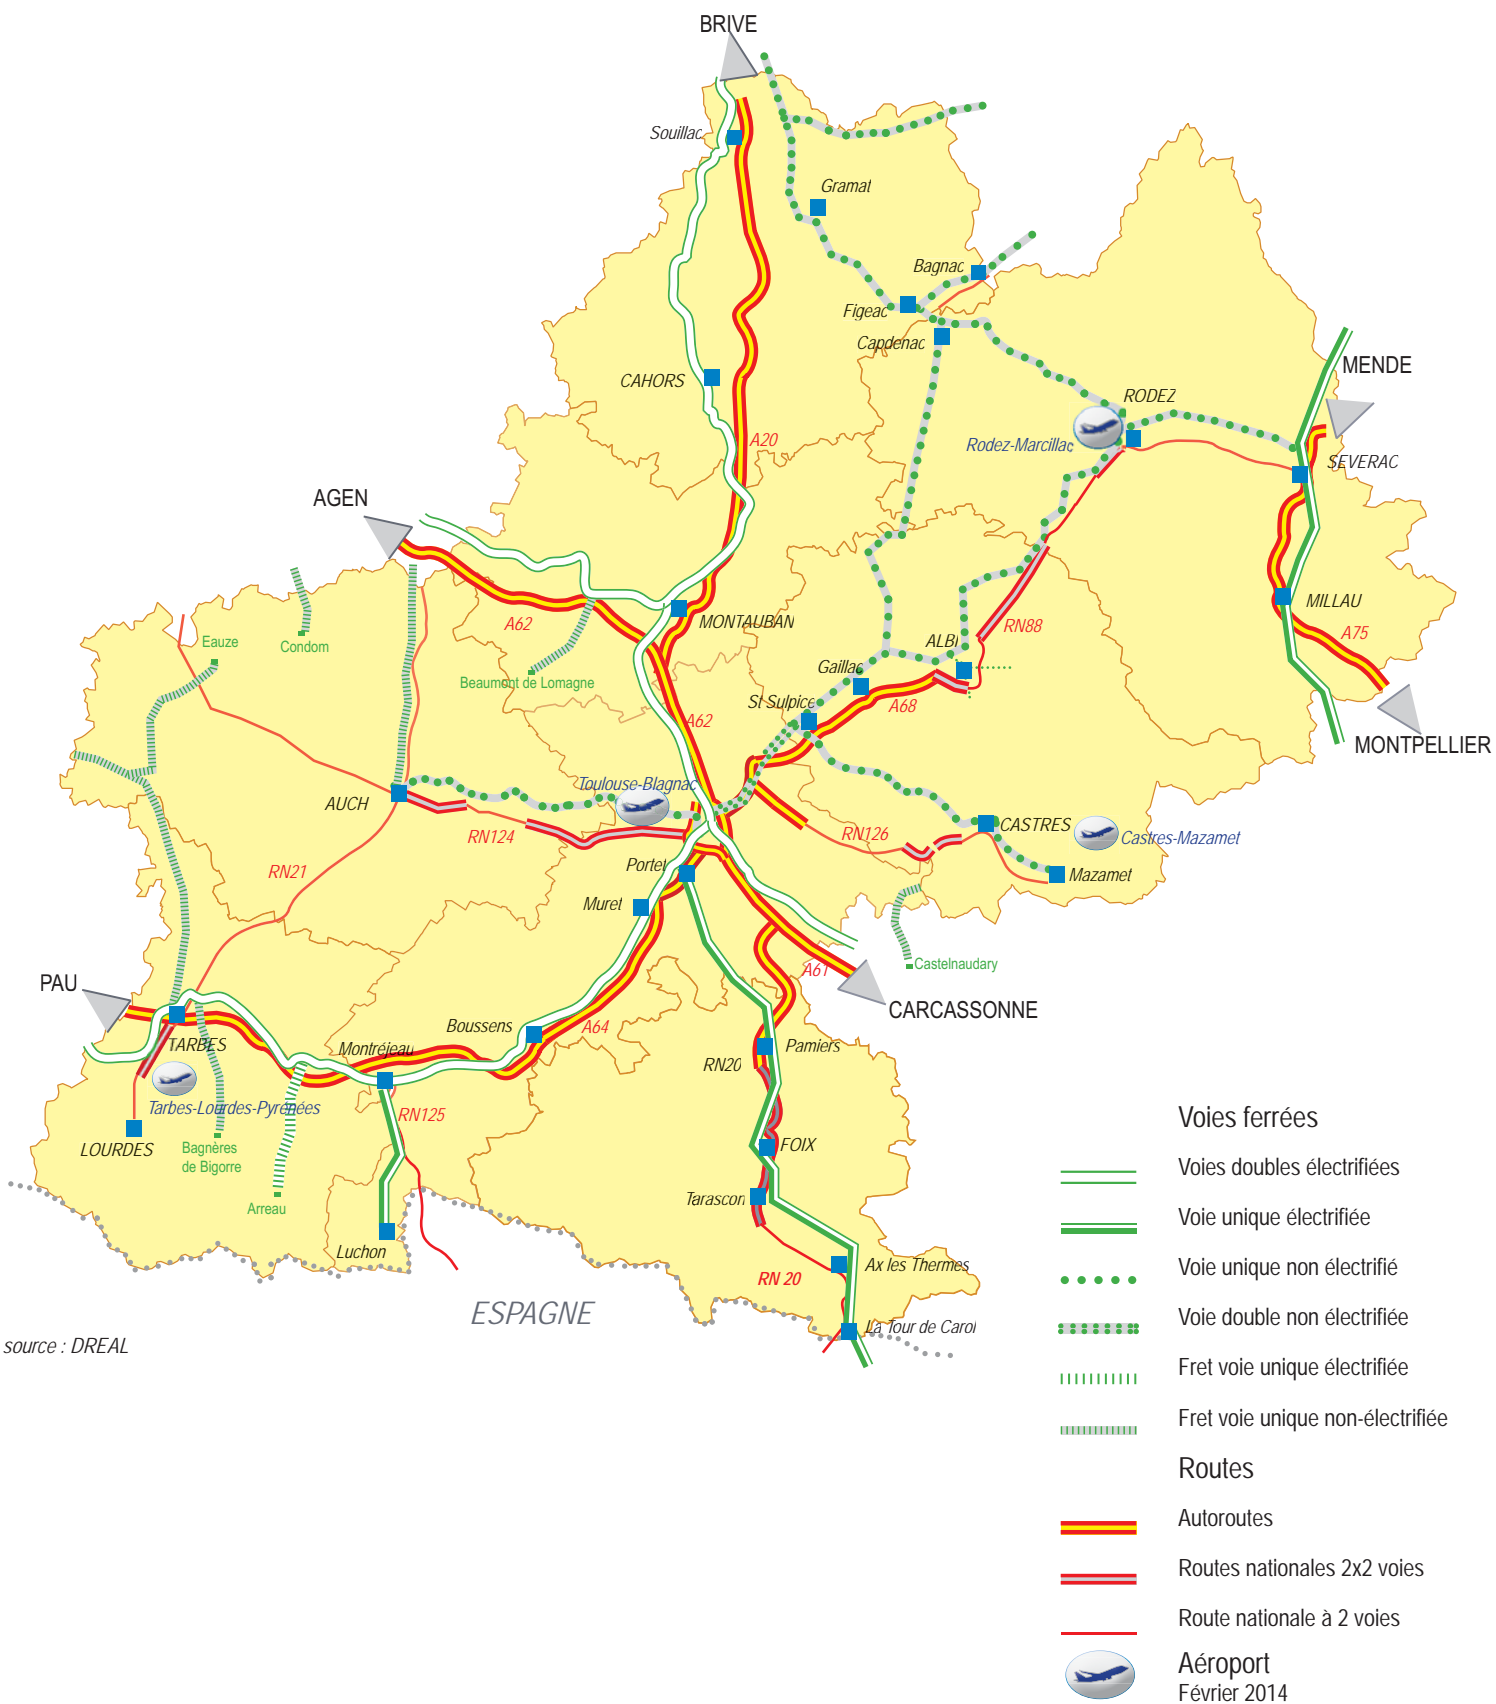 BRIVE
Souillac
Gramat
Bagnac
Figeac
Capdenac
MENDE
CAHORS
RODEZ
A20
Rodez-Marcillac
SEVERAC
AGEN
MILLAU
A62
MONTAUBAN
RN88
A75
Eauze
Condom
ALBI
Gaillac
Beaumont de Lomagne
St Sulpice
A68
A62
MONTPELLIER
Toulouse-Blagnac
AUCH
RN124
RN126
CASTRES
Castres-Mazamet
RN21
Portet
Mazamet
Muret
A61
Castelnaudary
PAU
CARCASSONNE
Boussens
A64
TARBES
Montréjeau
Pamiers
RN20
Tarbes-Lourdes-Pyrénées
RN125
LOURDES
Bagnères
de Bigorre
FOIX
Arreau
Tarascon
Luchon
Ax les Thermes
RN 20
ESPAGNE
La Tour de Carol
source : DREAL
Voies ferrées
Voies doubles électrifiées
Voie unique électrifiée
Voie unique non électrifié
Voie double non électrifiée
Fret voie unique électrifiée
Fret voie unique non-électrifiée
Routes
Autoroutes
Routes nationales 2x2 voies
Route nationale à 2 voies
Aéroport
Février 2014